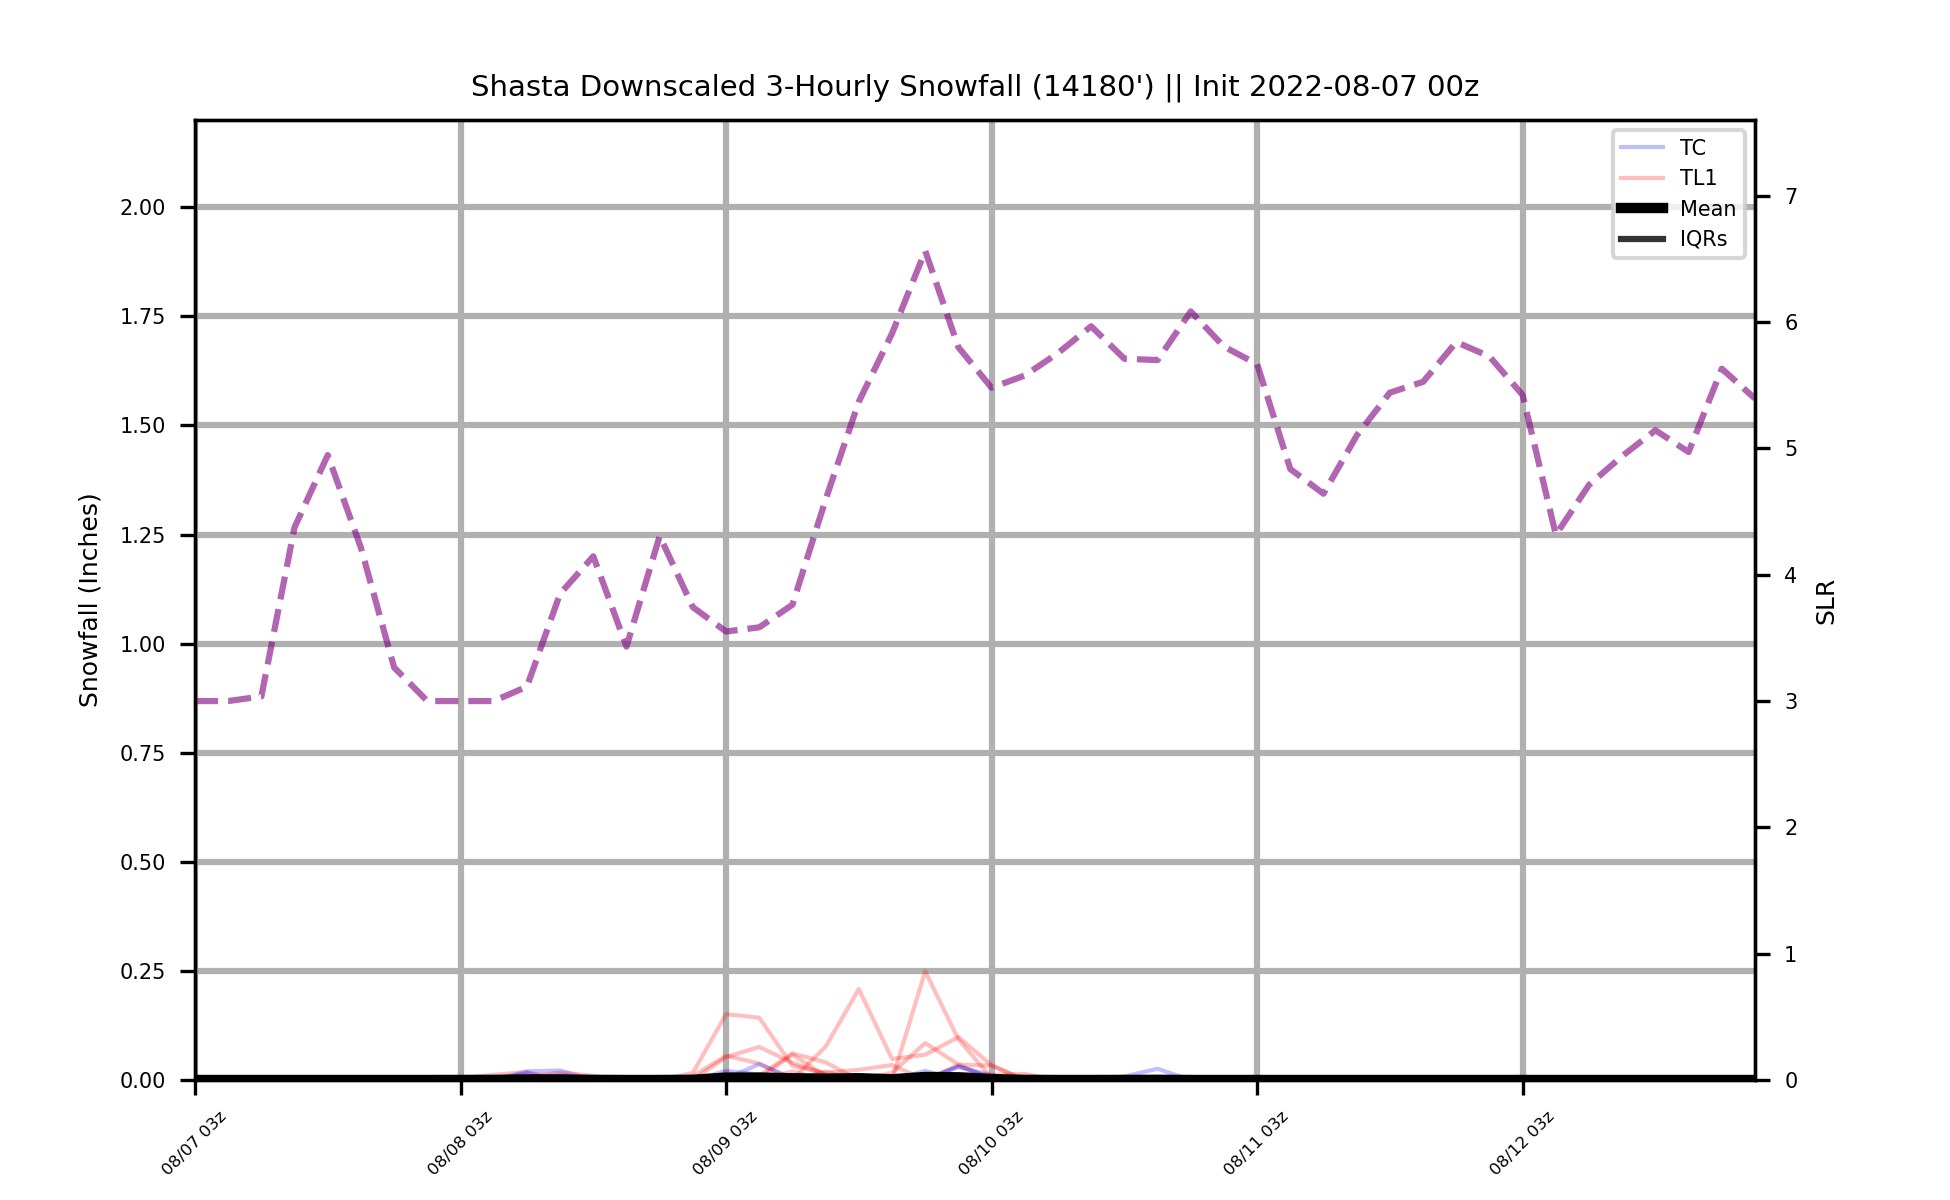 Shasta Downscaled 3-Hourly Snowfall (14180') || Init 2022-08-07 00z
TC
TL1
Mean
IQRs
Snowfall (Inches)
2.00
1.75
1.50
1.25
1.00
0.75
0.50
0.25
0.00
7
6
5
4
3
2
1
0
SLR
08/07 03z
08/08 03z
08/09 03z
08/10 03z
08/11 03z
08/12 03z